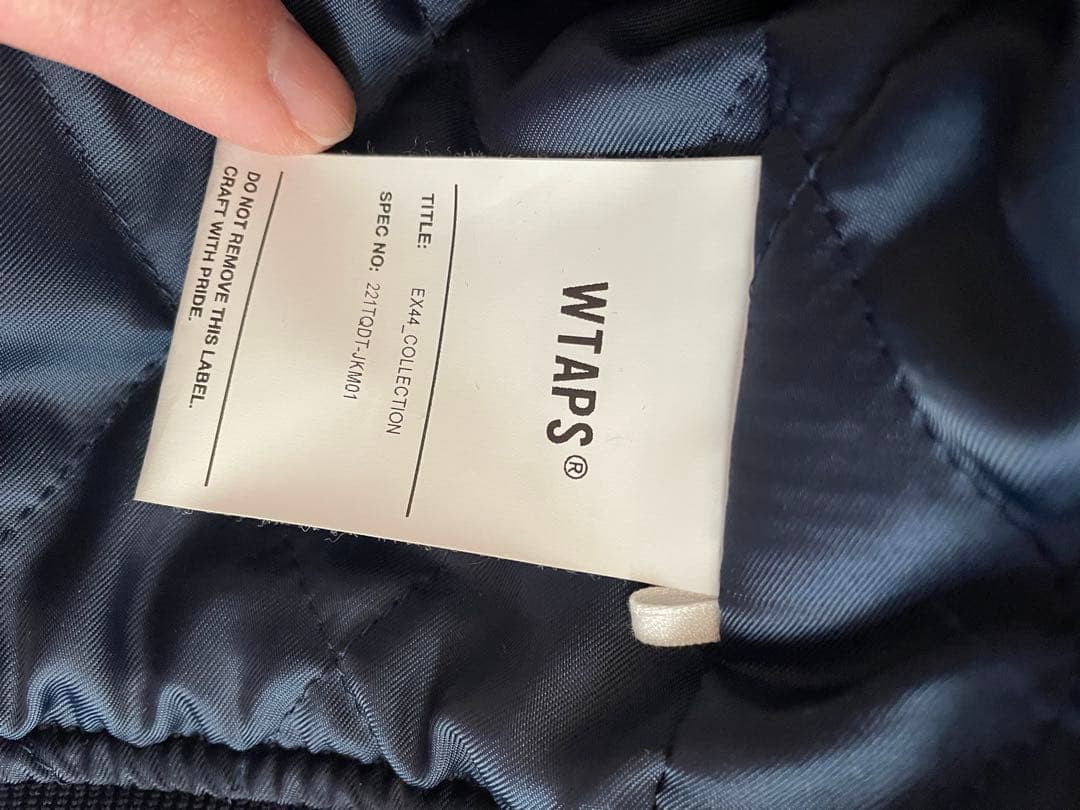 WTAPS®
TITLE: EX44_COLLECTION
SPEC NO: 221TQDT-JKM01
DO NOT REMOVE THIS LABEL.
CRAFT WITH PRIDE.